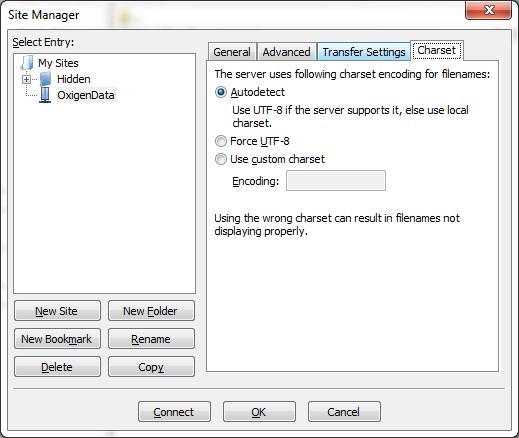 Site Manager
Select Entry:
My Sites
Hidden
OxigenData
New Site
New Folder
New Bookmark
Rename
Delete
Copy
General
Advanced
Transfer Settings
Charset
The server uses following charset encoding for filenames:
Autodetect
Use UTF-8 if the server supports it, else use local
charset.
Force UTF-8
Use custom charset
Encoding:
Using the wrong charset can result in filenames not
displaying properly.
Connect
OK
Cancel